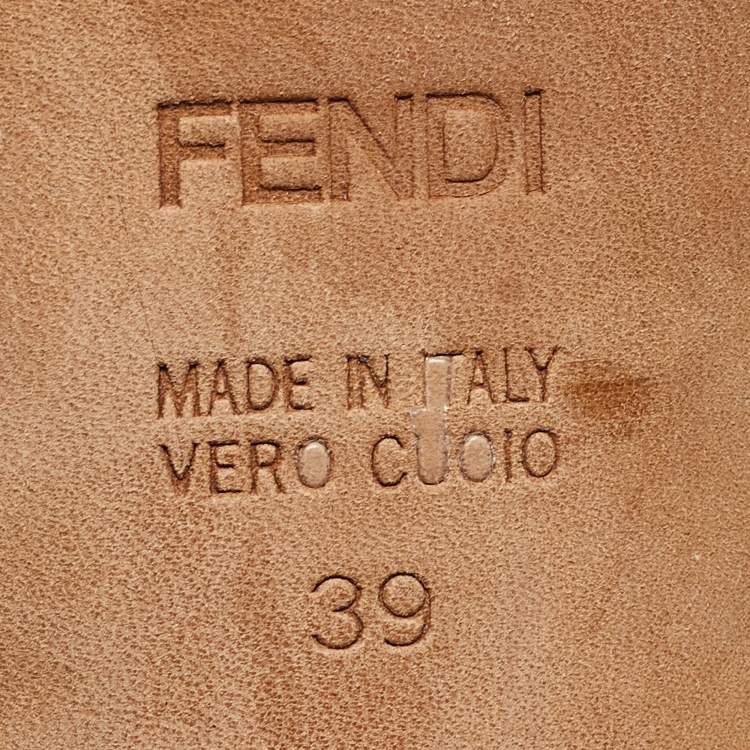 FENDI
MADE IN ITALY
VERO CUOIO
39